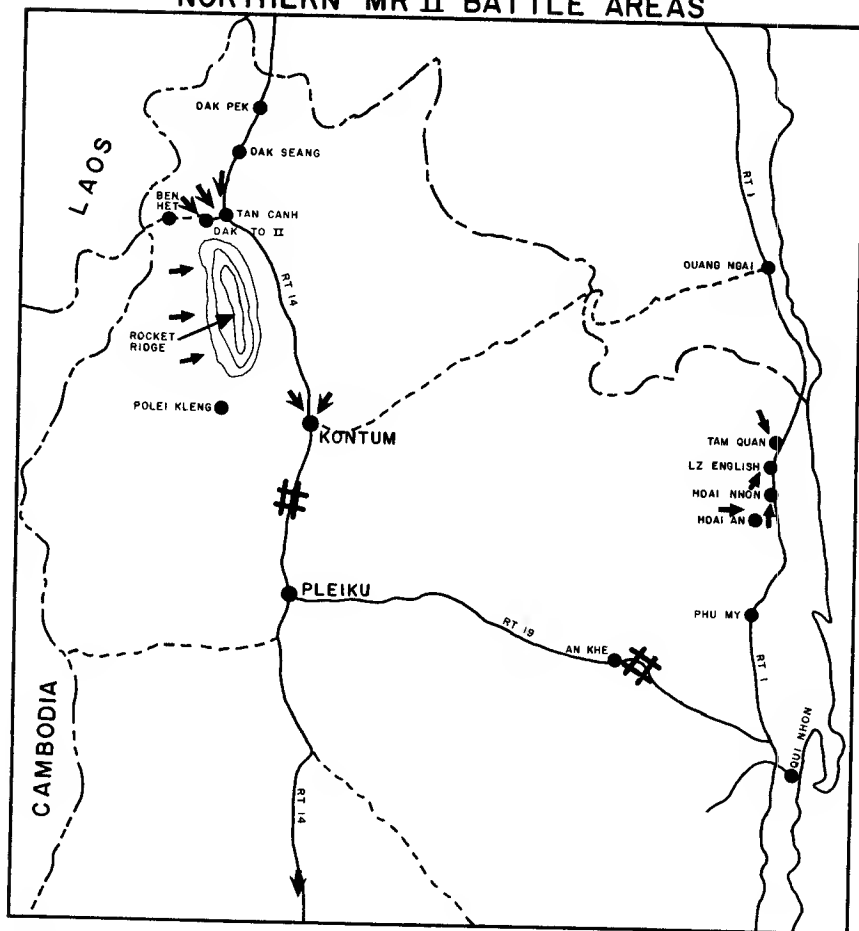 NORTHERN MR II BATTLE AREAS
DAK PEK
LAOS
DAK SEANG
BEN
HET
TAN CANH
DAK TO II
RT 1
RT 14
QUANG NGAI
ROCKET
RIDGE
POLEI KLENG
KONTUM
TAM QUAN
LZ ENGLISH
HOAI NHON
HOAI AN
PLEIKU
PHU MY
RT 19
AN KHE
RT 1
CAMBODIA
QUI NHON
RT 14